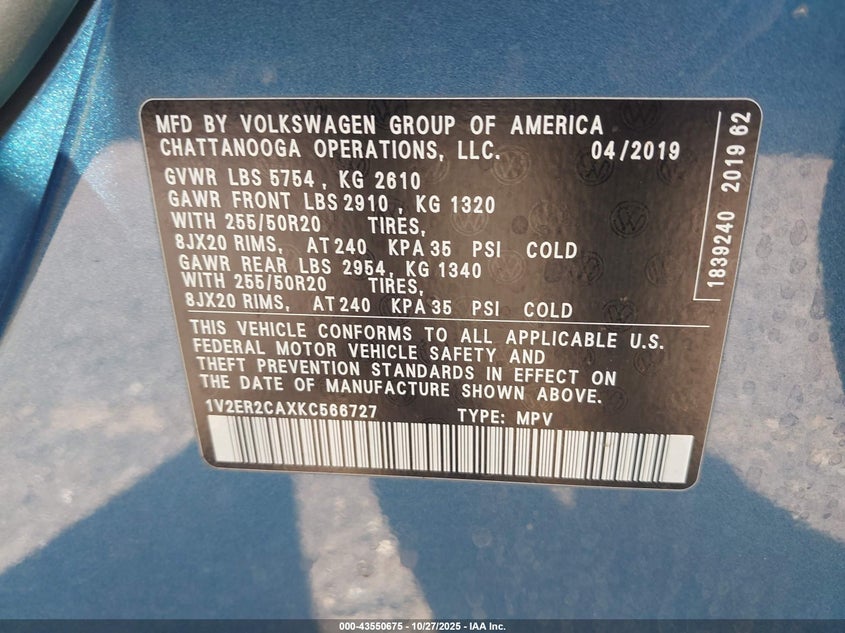 MFD BY VOLKSWAGEN GROUP OF AMERICA
CHATTANOOGA OPERATIONS, LLC. 04/2019
GVWR LBS 5754 , KG 2610
GAWR FRONT LBS 2910 , KG 1320
WITH 255/50R20 TIRES,
8JX20 RIMS, AT 240 KPA 35 PSI COLD
GAWR REAR LBS 2954, KG 1340
WITH 255/50R20 TIRES,
8JX20 RIMS, AT 240 KPA 35 PSI COLD
THIS VEHICLE CONFORMS TO ALL APPLICABLE U.S.
FEDERAL MOTOR VEHICLE SAFETY AND
THEFT PREVENTION STANDARDS IN EFFECT ON
THE DATE OF MANUFACTURE SHOWN ABOVE.
1V2ER2CAXKC566727 TYPE: MPV
1839240 2019 62
000-43550675 - 10/27/2025 - IAA Inc.